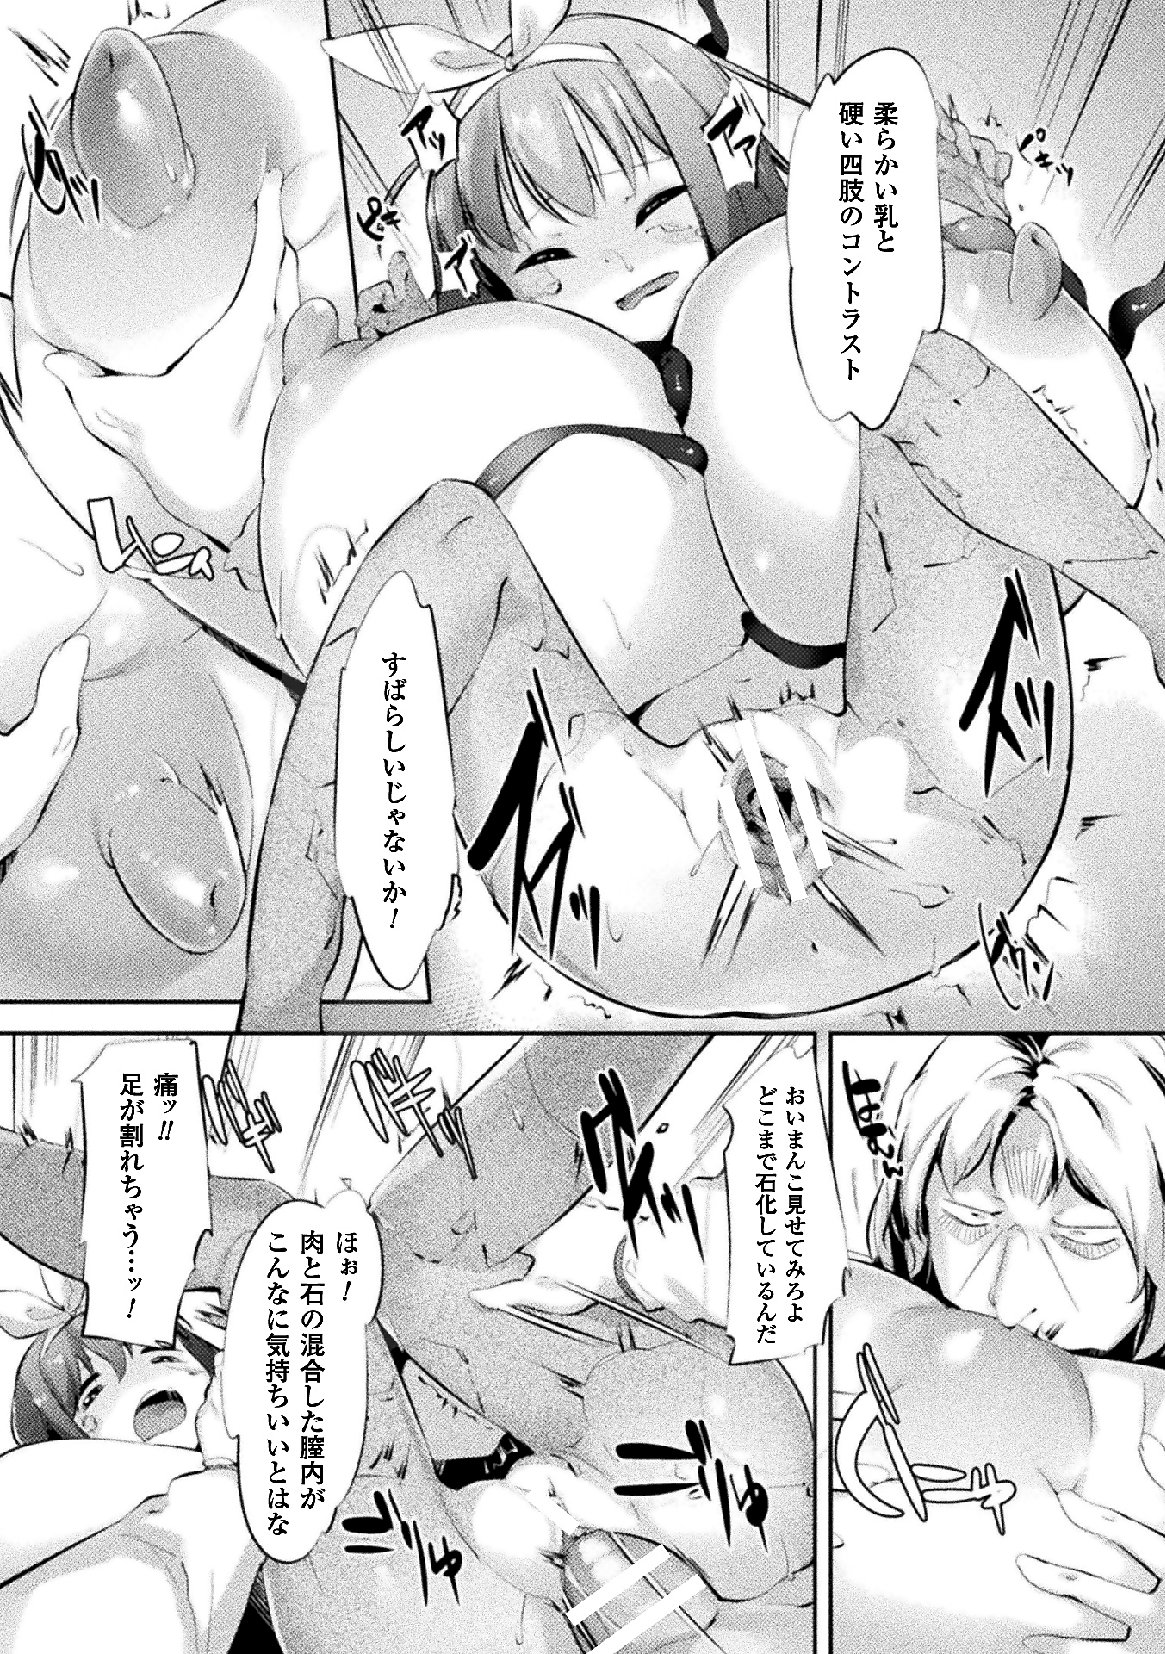 柔らかい乳と
硬い四肢のコントラスト
すばらしいじゃないか！
おいまんこ見せてみろよ
どこまで石化しているんだ
ほぉ！
肉と石の混合した膣内が
こんなに気持ちいいとはな
痛ッ!!
足が割れちゃう…ッ！